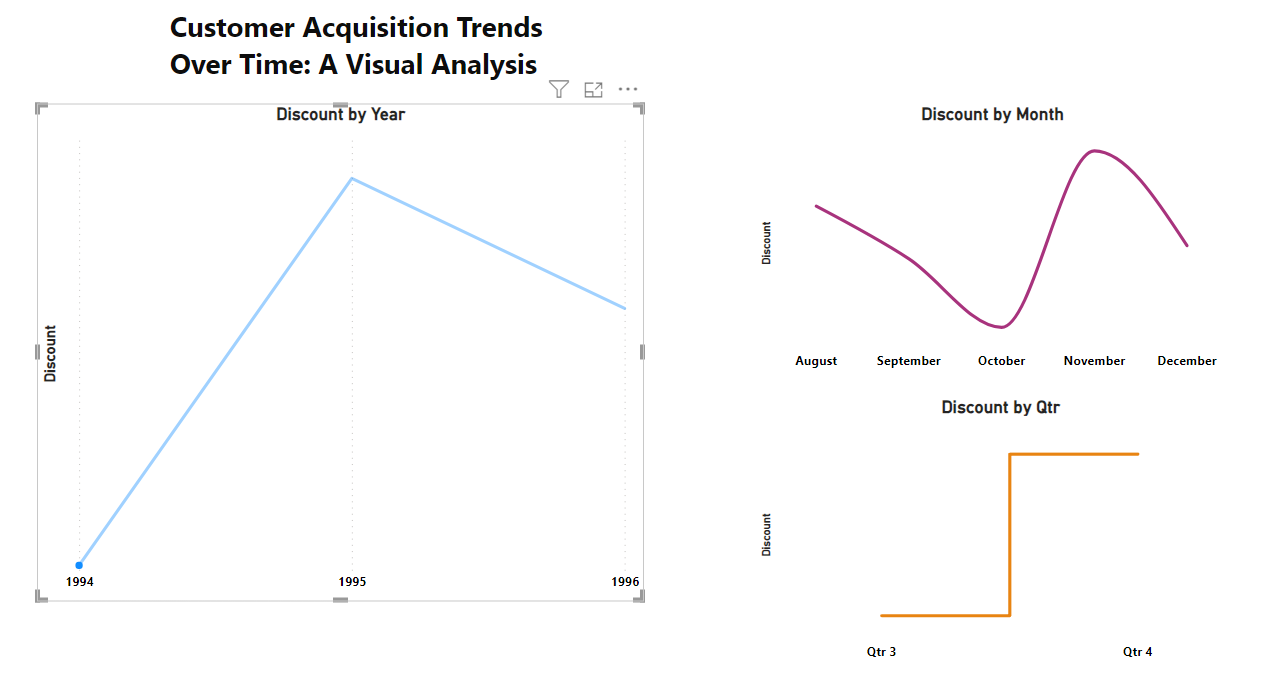 Customer Acquisition Trends
Over Time: A Visual Analysis
Discount by Year
Discount
1994 1995 1996
Discount by Month
Discount
August September October November December
Discount by Qtr
Discount
Qtr 3 Qtr 4